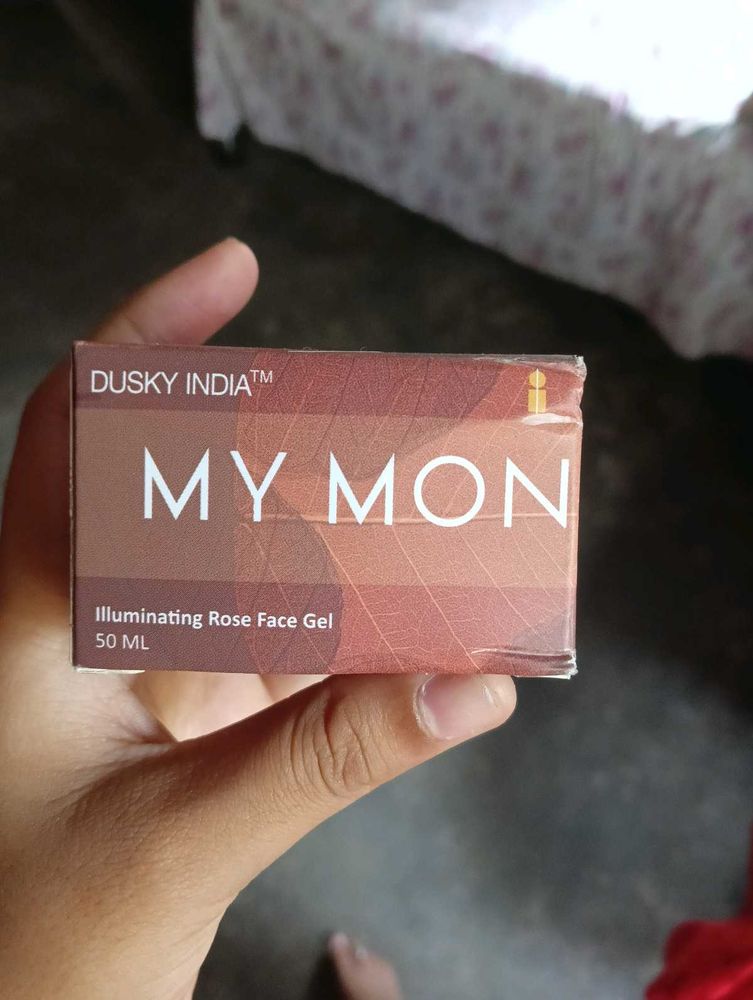 DUSKY INDIA™
MY MON
Illuminating Rose Face Gel
50 ML